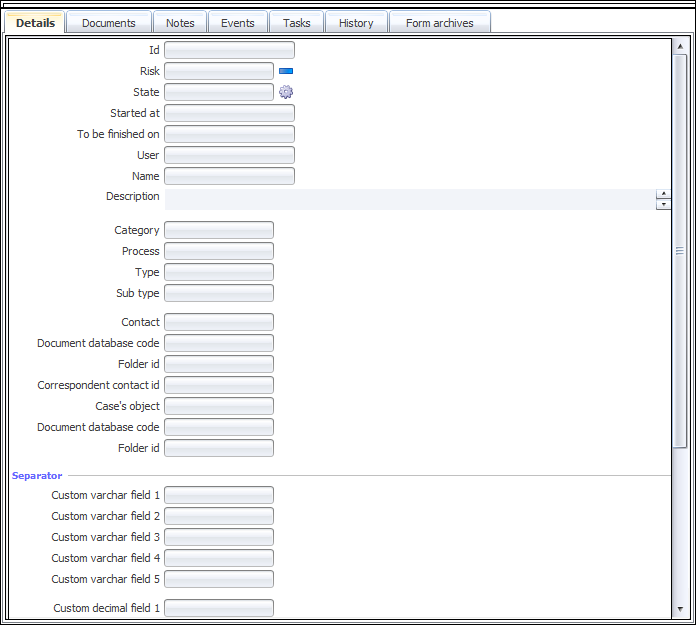 Details Documents Notes Events Tasks History Form archives
Id
Risk
State
Started at
To be finished on
User
Name
Description
Category
Process
Type
Sub type
Contact
Document database code
Folder id
Correspondent contact id
Case's object
Document database code
Folder id
Separator
Custom varchar field 1
Custom varchar field 2
Custom varchar field 3
Custom varchar field 4
Custom varchar field 5
Custom decimal field 1